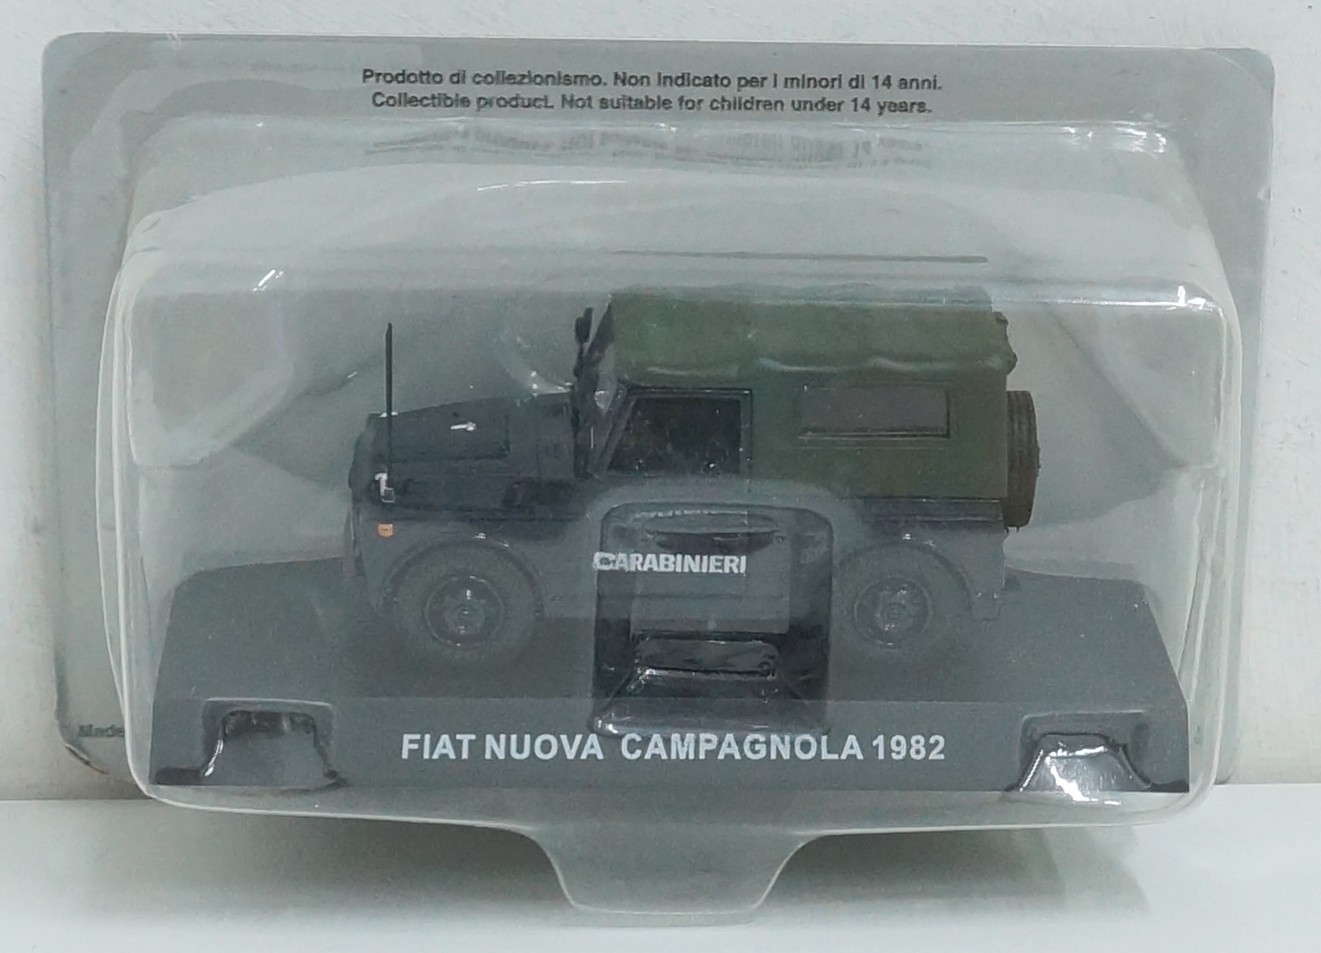 Prodotto di collezionismo. Non indicato per i minori di 14 anni.
Collectible product. Not suitable for children under 14 years.
CARABINIERI
Made
FIAT NUOVA CAMPAGNOLA 1982